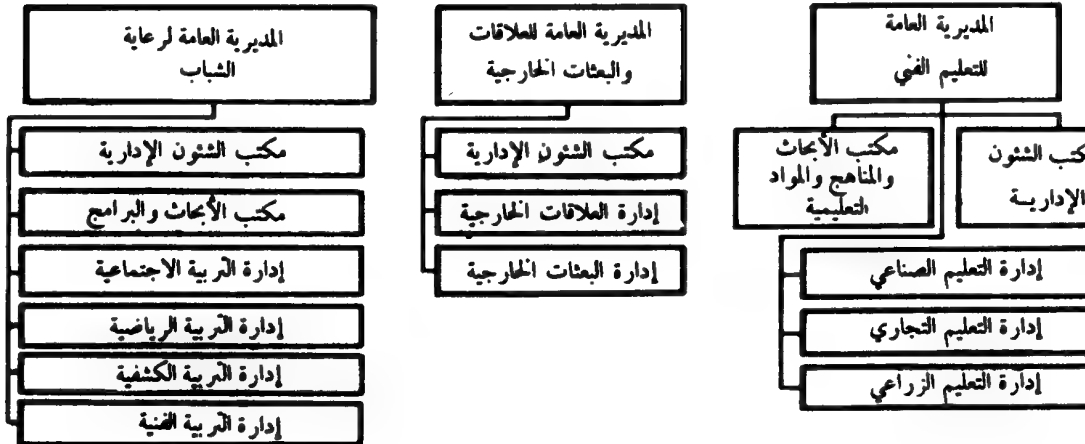 المديرية العامة
للتعليم الفني
الشئون
مكتب الأبحاث
والمناهج والمواد
التعليمية
إدارة التعليم الصناعي
إدارة التعليم التجاري
إدارة التعليم الزراعي
المديرية العامة للعلاقات
والبعثات الخارجية
مكتب الشئون الإدارية
إدارة العلاقات الخارجية
إدارة البعثات الخارجية
المديرية العامة لرعاية
الشباب
مكتب الشئون الإدارية
مكتب الأبحاث والبرامج
إدارة التربية الاجتماعية
إدارة التربية الرياضية
إدارة التربية الكشفية
إدارة التربية الفنية